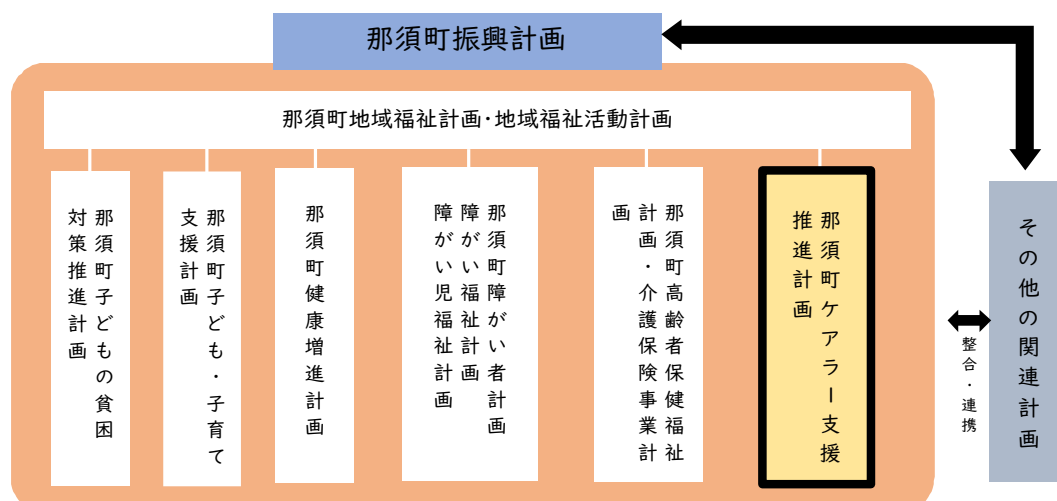 那須町振興計画
那須町地域福祉計画・地域福祉活動計画
那須町子どもの貧困
対策推進計画
那須町子ども・子育て
支援計画
那須町健康増進計画
那須町障がい者計画
障がい福祉計画
障がい児福祉計画
那須町高齢者保健福祉
計画・介護保険事業計
画
那須町ケアラー支援
推進計画
整合・連携
その他の関連計画